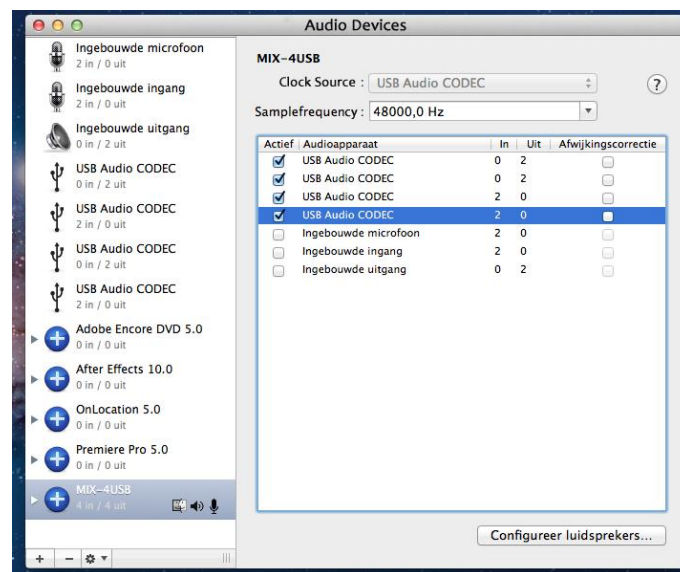 Audio Devices
Ingebouwde microfoon
2 in / 0 uit
Ingebouwde ingang
2 in / 0 uit
Ingebouwde uitgang
0 in / 2 uit
USB Audio CODEC
0 in / 2 uit
USB Audio CODEC
2 in / 0 uit
USB Audio CODEC
0 in / 2 uit
USB Audio CODEC
2 in / 0 uit
Adobe Encore DVD 5.0
0 in / 0 uit
After Effects 10.0
0 in / 0 uit
OnLocation 5.0
0 in / 0 uit
Premiere Pro 5.0
0 in / 0 uit
MIX-4USB
4 in / 4 uit
+ −
MIX-4USB
Clock Source : USB Audio CODEC ?
Samplefrequency : 48000,0 Hz
Actief Audioapparaat In Uit Afwijkingscorrectie
USB Audio CODEC 0 2
USB Audio CODEC 0 2
USB Audio CODEC 2 0
USB Audio CODEC 2 0
Ingebouwde microfoon 2 0
Ingebouwde ingang 2 0
Ingebouwde uitgang 0 2
Configureer luidsprekers...